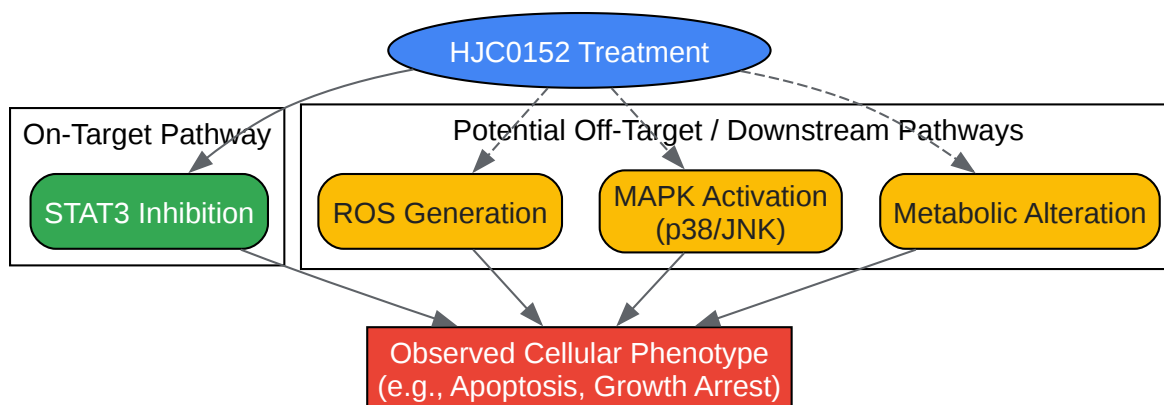 HJC0152 Treatment
On-Target Pathway
Potential Off-Target / Downstream Pathways
STAT3 Inhibition
ROS Generation
MAPK Activation
(p38/JNK)
Metabolic Alteration
Observed Cellular Phenotype
(e.g., Apoptosis, Growth Arrest)